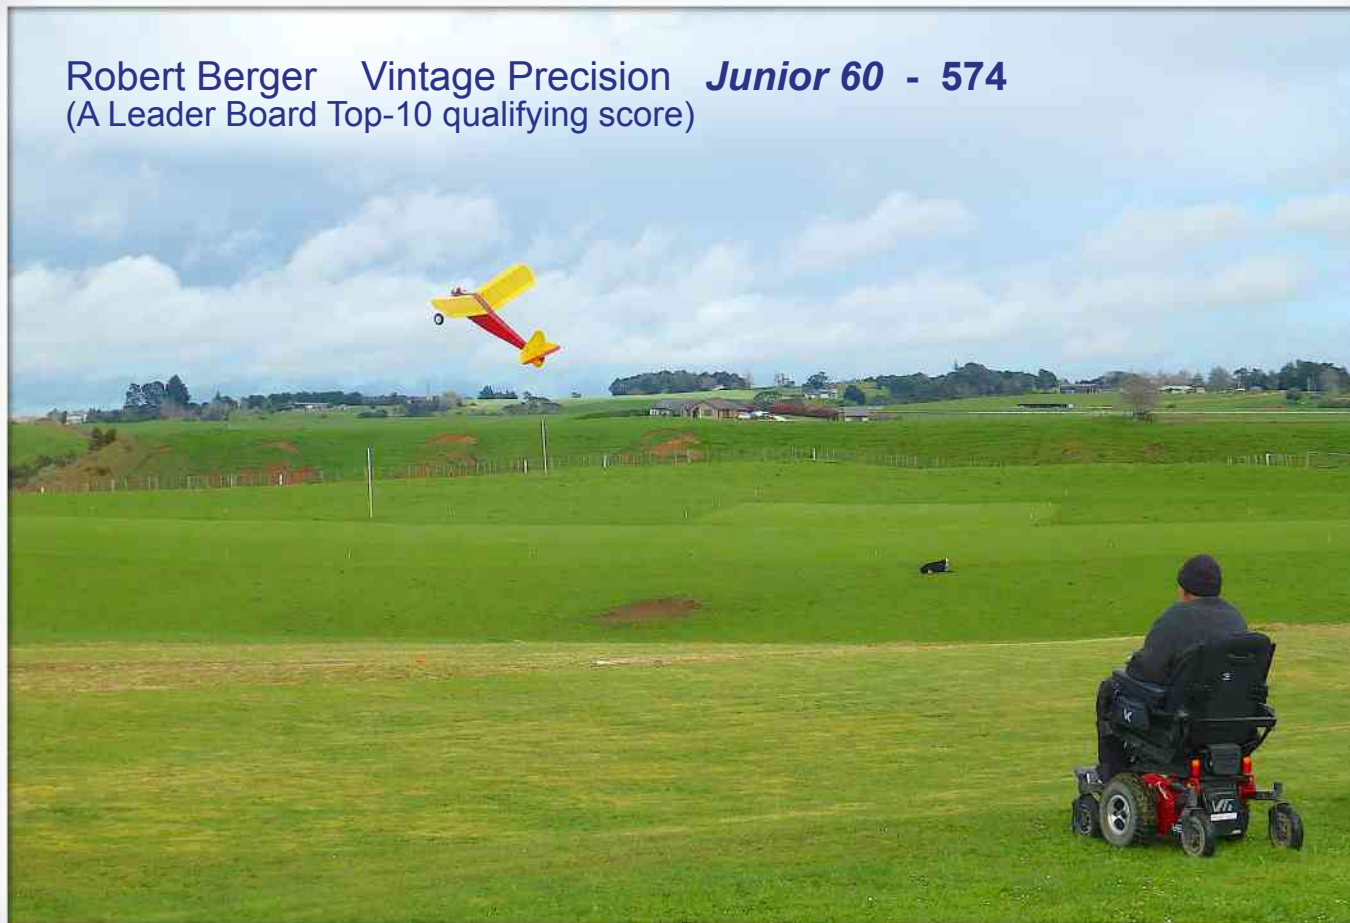 Robert Berger Vintage Precision Junior 60 - 574
(A Leader Board Top-10 qualifying score)